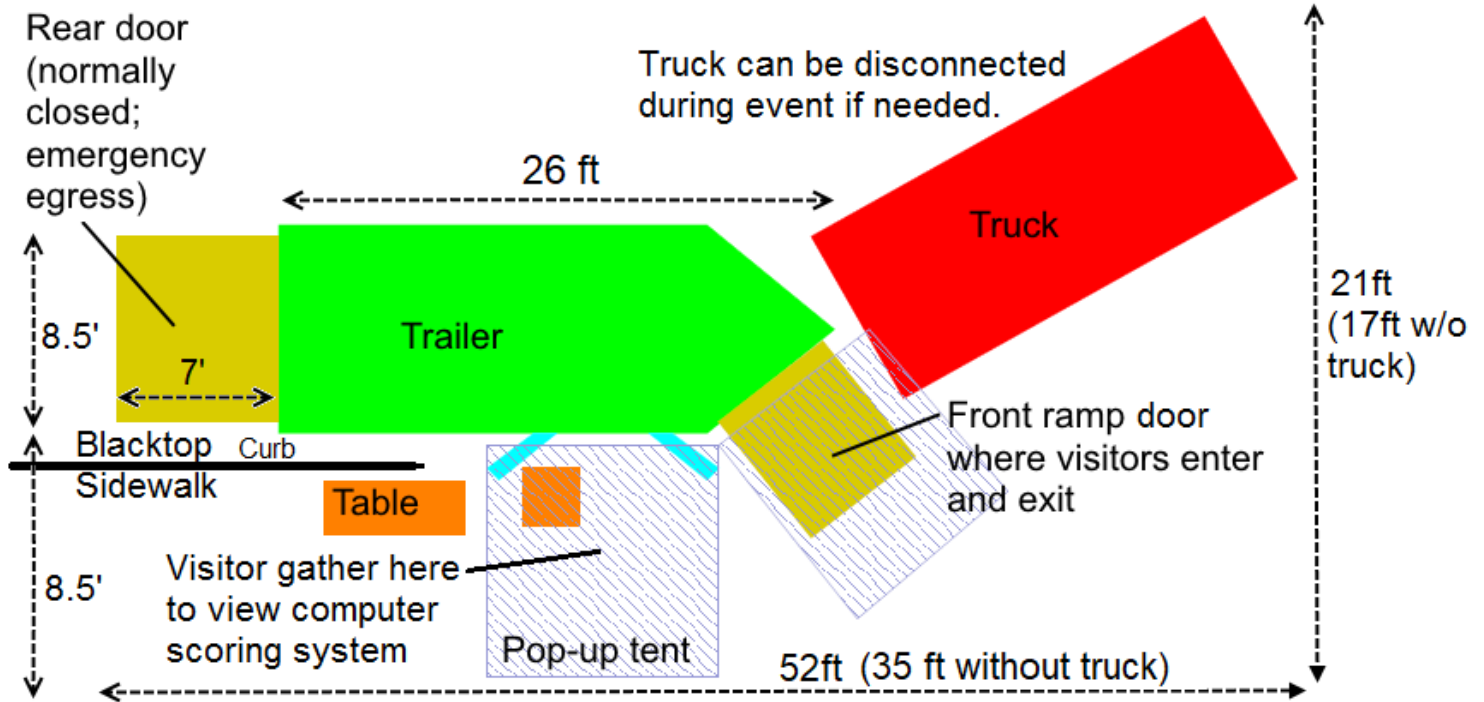 Rear door
(normally
closed;
emergency
egress)
Truck can be disconnected
during event if needed.
26 ft
Truck
21ft
(17ft w/o
truck)
8.5'
Trailer
7'
Front ramp door
where visitors enter
and exit
Blacktop
Curb
Sidewalk
Table
8.5'
Visitor gather here
to view computer
scoring system
Pop-up tent
52ft (35 ft without truck)